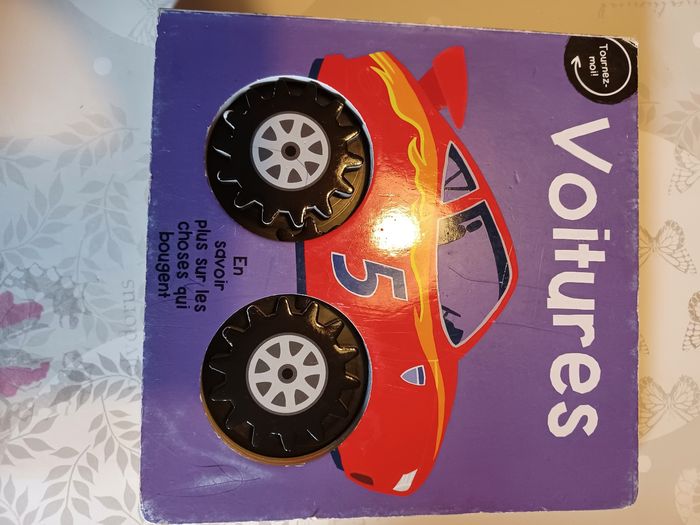 Tournez-
moi!
Voitures
5
En
savoir
plus sur les
choses qui
bougent